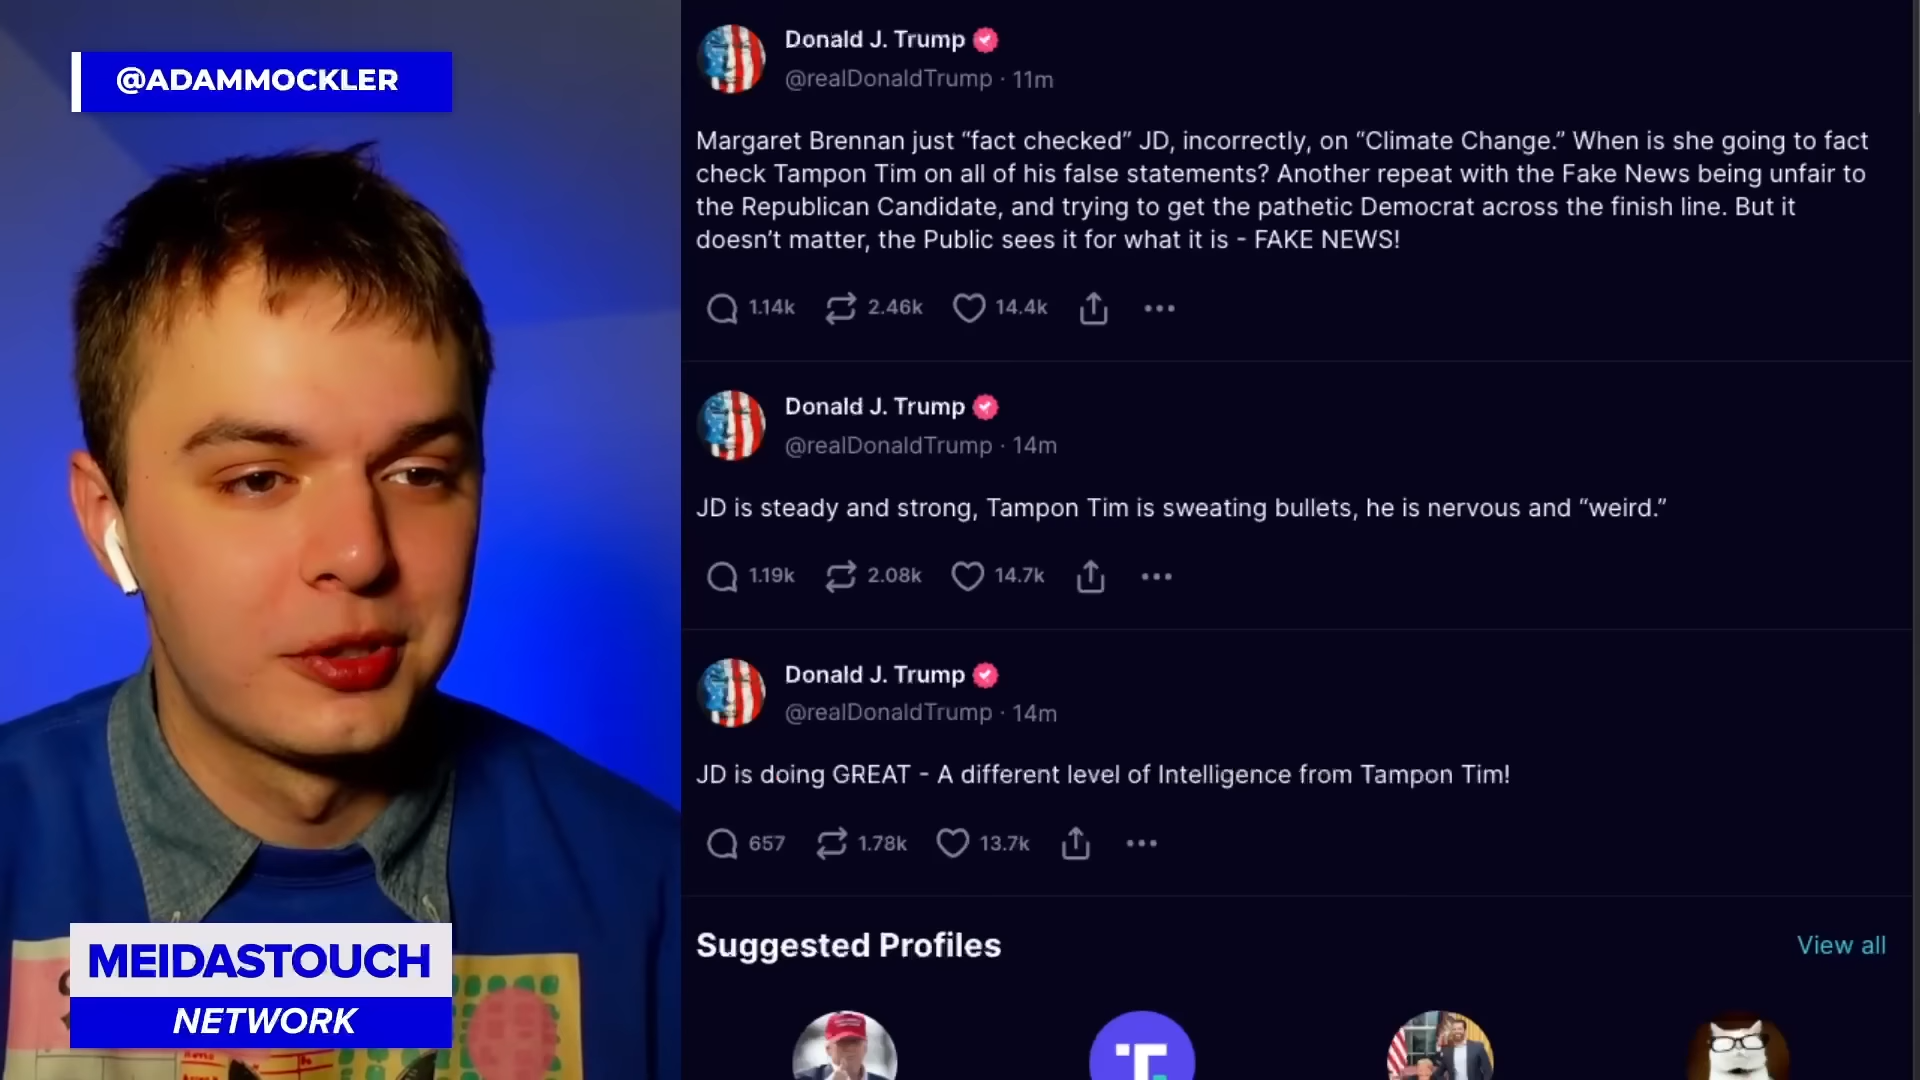 @ADAMMOCKLER
MEIDASTOUCH
NETWORK
Donald J. Trump
@realDonaldTrump · 11m
Margaret Brennan just “fact checked” JD, incorrectly, on “Climate Change.” When is she going to fact
check Tampon Tim on all of his false statements? Another repeat with the Fake News being unfair to
the Republican Candidate, and trying to get the pathetic Democrat across the finish line. But it
doesn’t matter, the Public sees it for what it is - FAKE NEWS!
1.14k 2.46k 14.4k
Donald J. Trump
@realDonaldTrump · 14m
JD is steady and strong, Tampon Tim is sweating bullets, he is nervous and “weird.”
1.19k 2.08k 14.7k
Donald J. Trump
@realDonaldTrump · 14m
JD is doing GREAT - A different level of Intelligence from Tampon Tim!
657 1.78k 13.7k
Suggested Profiles
View all